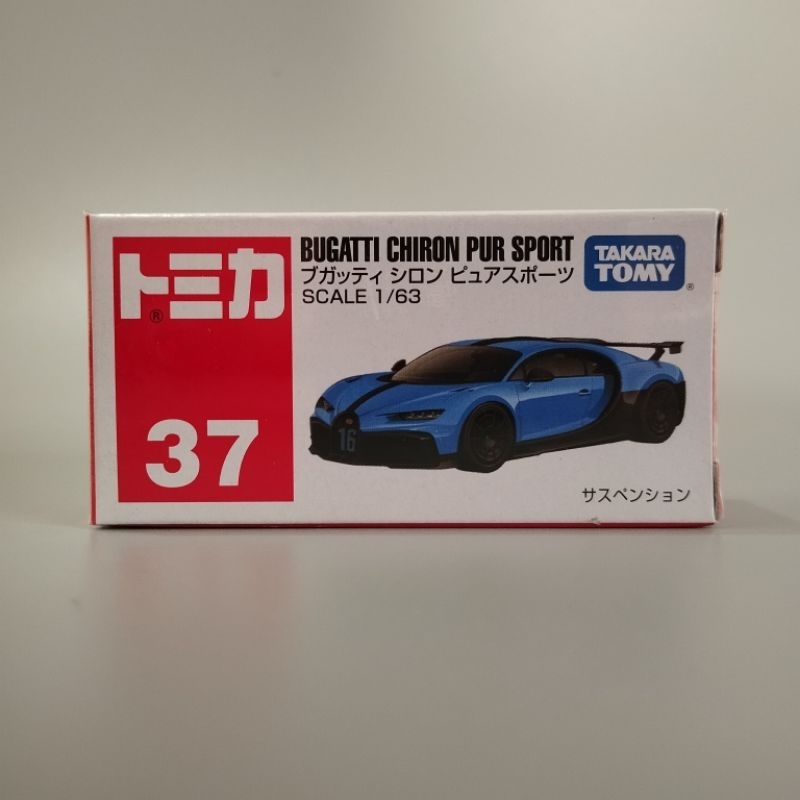 トミカ
®
37
BUGATTI CHIRON PUR SPORT
ブガッティ シロン ピュアスポーツ
SCALE 1/63
TAKARA
TOMY
®
16
サスペンション